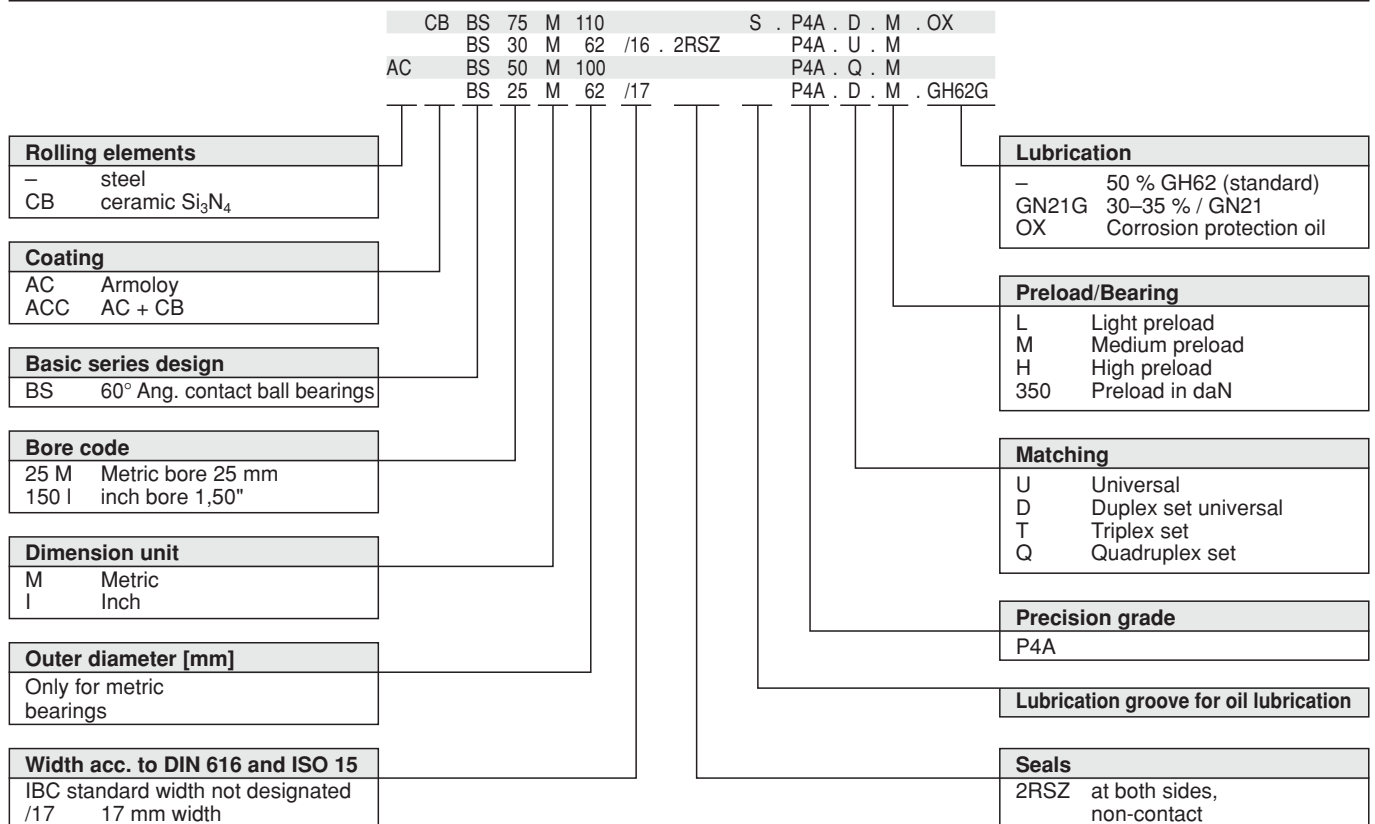 CB BS 75 M 110 S . P4A . D . M . OX
BS 30 M 62 /16 . 2RSZ P4A . U . M
AC BS 50 M 100 P4A . Q . M
BS 25 M 62 /17 P4A . D . M . GH62G
Rolling elements
– steel
CB ceramic Si₃N₄
Coating
AC Armoloy
ACC AC + CB
Basic series design
BS 60° Ang. contact ball bearings
Bore code
25 M Metric bore 25 mm
150 I inch bore 1,50"
Dimension unit
M Metric
I Inch
Outer diameter [mm]
Only for metric
bearings
Width acc. to DIN 616 and ISO 15
IBC standard width not designated
/17 17 mm width
Lubrication
– 50 % GH62 (standard)
GN21G 30–35 % / GN21
OX Corrosion protection oil
Preload/Bearing
L Light preload
M Medium preload
H High preload
350 Preload in daN
Matching
U Universal
D Duplex set universal
T Triplex set
Q Quadruplex set
Precision grade
P4A
Lubrication groove for oil lubrication
Seals
2RSZ at both sides,
non-contact